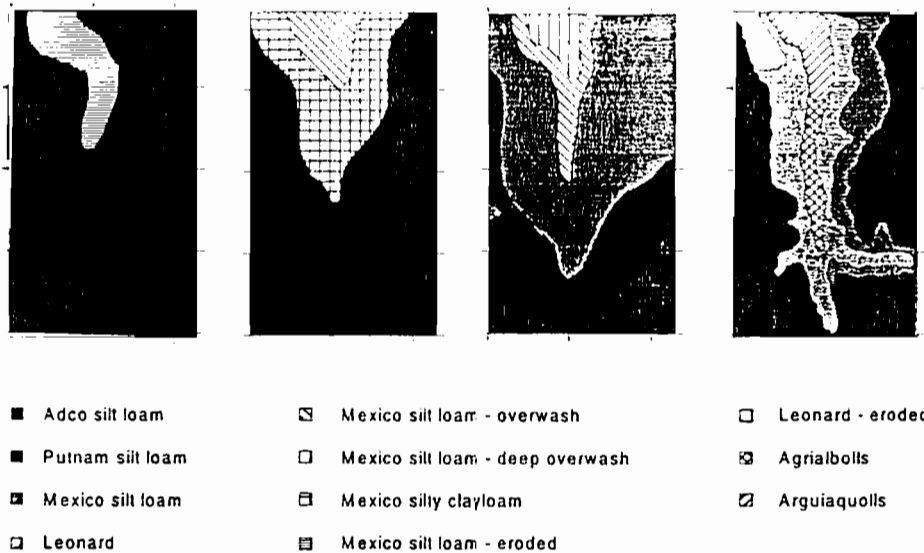 Adco silt loam
Putnam silt loam
Mexico silt loam
Leonard
Mexico silt loam - overwash
Mexico silt loam - deep overwash
Mexico silty clayloam
Mexico silt loam - eroded
Leonard - eroded
Agrialbolls
Arguiaquolls